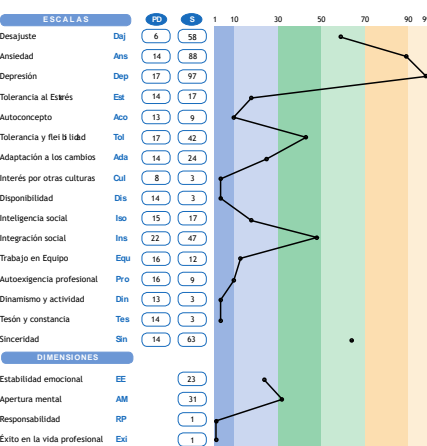 ESCALAS PD S 1 10 30 50 70 90 9
Desajuste Daj 6 58
Ansiedad Ans 14 88
Depresión Dep 17 97
Tolerancia al Estrés Est 14 17
Autoconcepto Aco 13 9
Tolerancia y flexibilidad Tol 17 42
Adaptación a los cambios Ada 14 24
Interés por otras culturas Cul 8 3
Disponibilidad Dis 14 3
Inteligencia social Iso 15 17
Integración social Ins 22 47
Trabajo en Equipo Equ 16 12
Autoexigencia profesional Pro 16 9
Dinamismo y actividad Din 13 3
Tesón y constancia Tes 14 3
Sinceridad Sin 14 63
DIMENSIONES
Estabilidad emocional EE 23
Apertura mental AM 31
Responsabilidad RP 1
Éxito en la vida profesional Exi 1